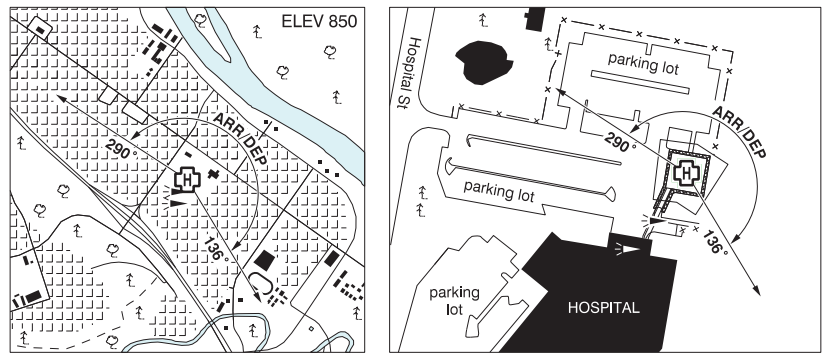 ELEV 850
ARR/DEP
290°
H
136°
Hospital St
parking lot
ARR/DEP
290°
H
parking lot
136°
parking lot
HOSPITAL